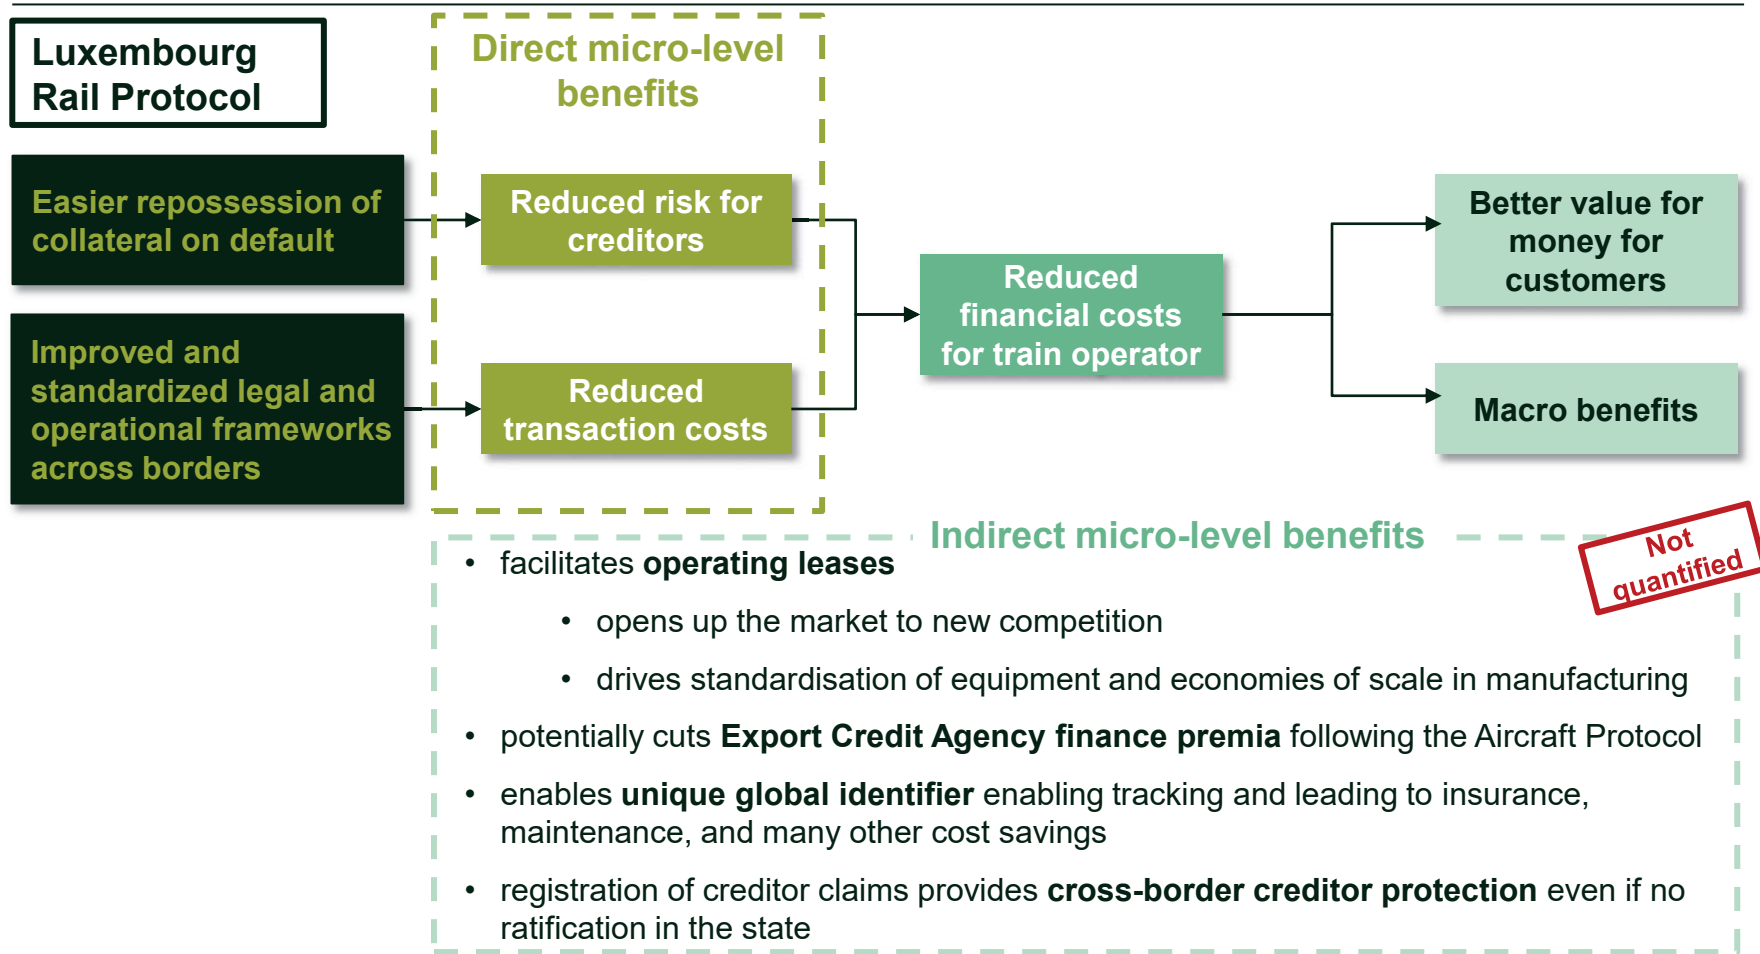 Luxembourg
Rail Protocol
Direct micro-level
benefits
Easier repossession of
collateral on default
Reduced risk for
creditors
Improved and
standardized legal and
operational frameworks
across borders
Reduced
transaction costs
Reduced
financial costs
for train operator
Better value for
money for
customers
Macro benefits
Indirect micro-level benefits
Not
quantified
• facilitates operating leases
• opens up the market to new competition
• drives standardisation of equipment and economies of scale in manufacturing
• potentially cuts Export Credit Agency finance premia following the Aircraft Protocol
• enables unique global identifier enabling tracking and leading to insurance,
maintenance, and many other cost savings
• registration of creditor claims provides cross-border creditor protection even if no
ratification in the state